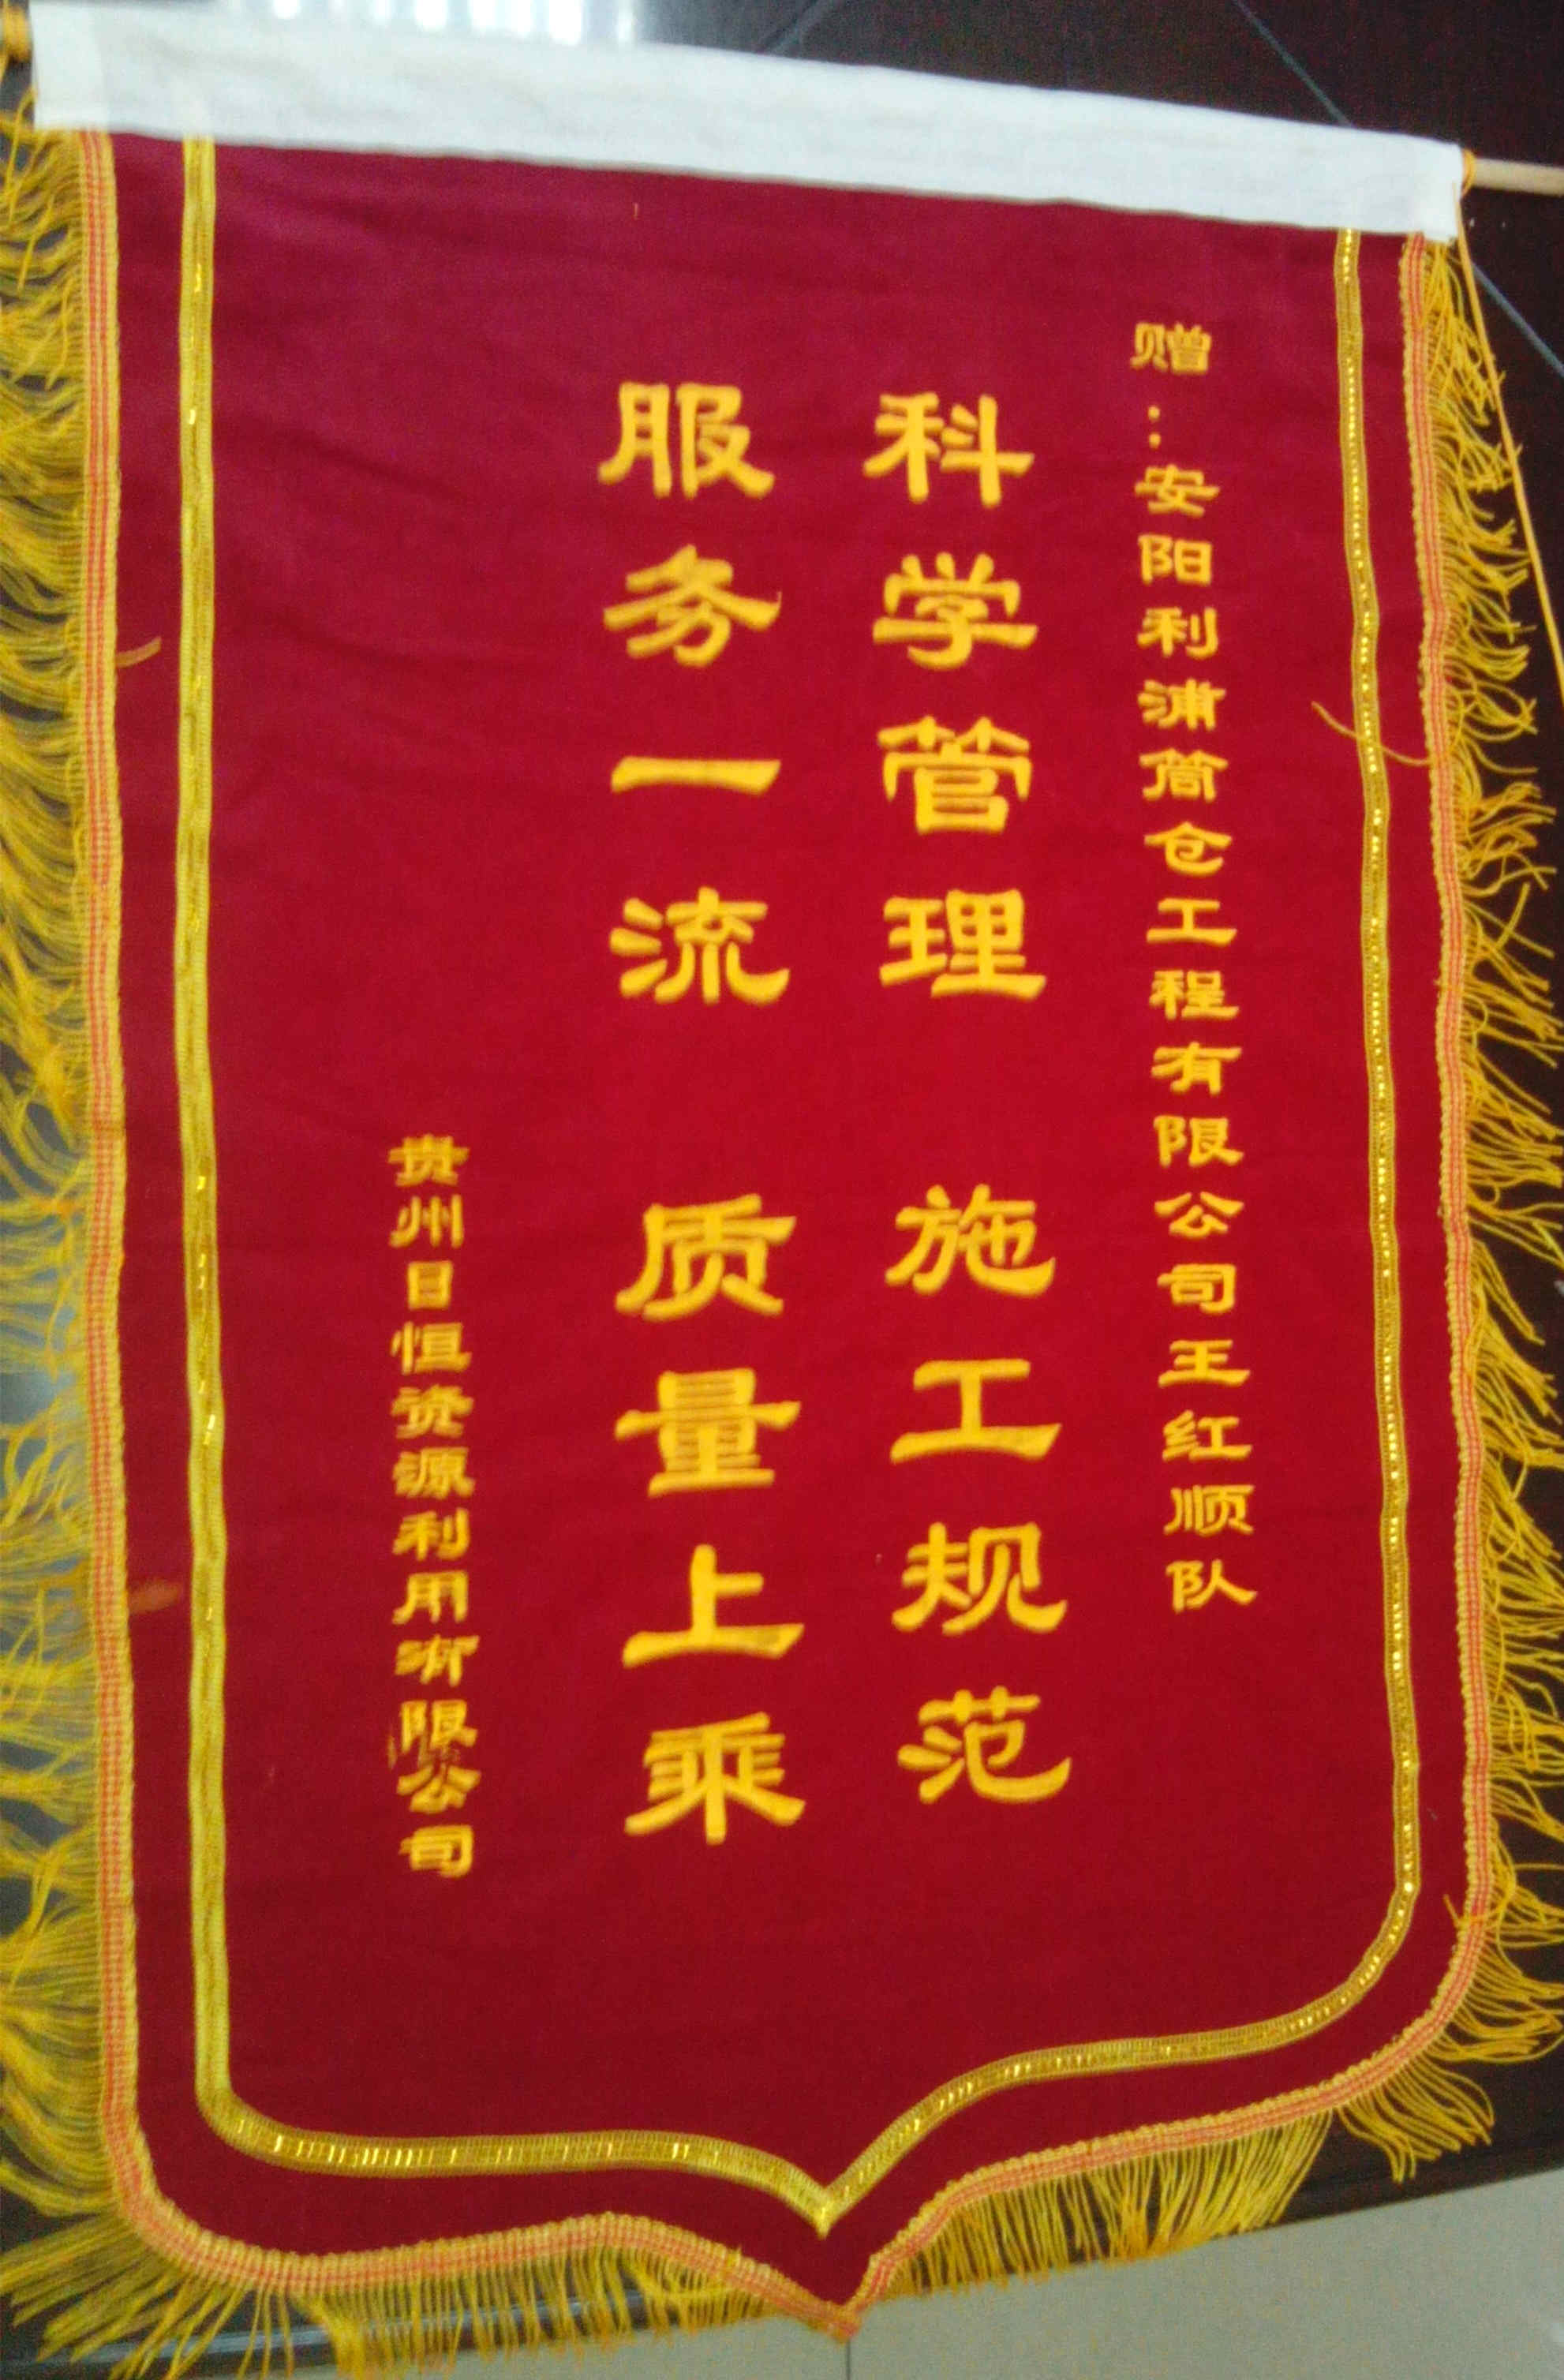 赠：安阳利浦筒仓工程有限公司王红顺队
科学管理 施工规范
服务一流 质量上乘
贵州日恒资源利用有限公司